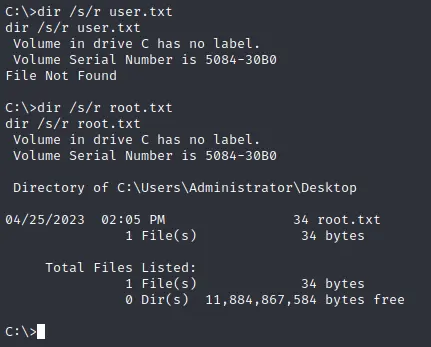 C:\>dir /s/r user.txt
dir /s/r user.txt
 Volume in drive C has no label.
 Volume Serial Number is 5084-30B0
File Not Found

C:\>dir /s/r root.txt
dir /s/r root.txt
 Volume in drive C has no label.
 Volume Serial Number is 5084-30B0

 Directory of C:\Users\Administrator\Desktop

04/25/2023  02:05 PM                34 root.txt
               1 File(s)             34 bytes

     Total Files Listed:
               1 File(s)             34 bytes
               0 Dir(s)  11,884,867,584 bytes free

C:\>